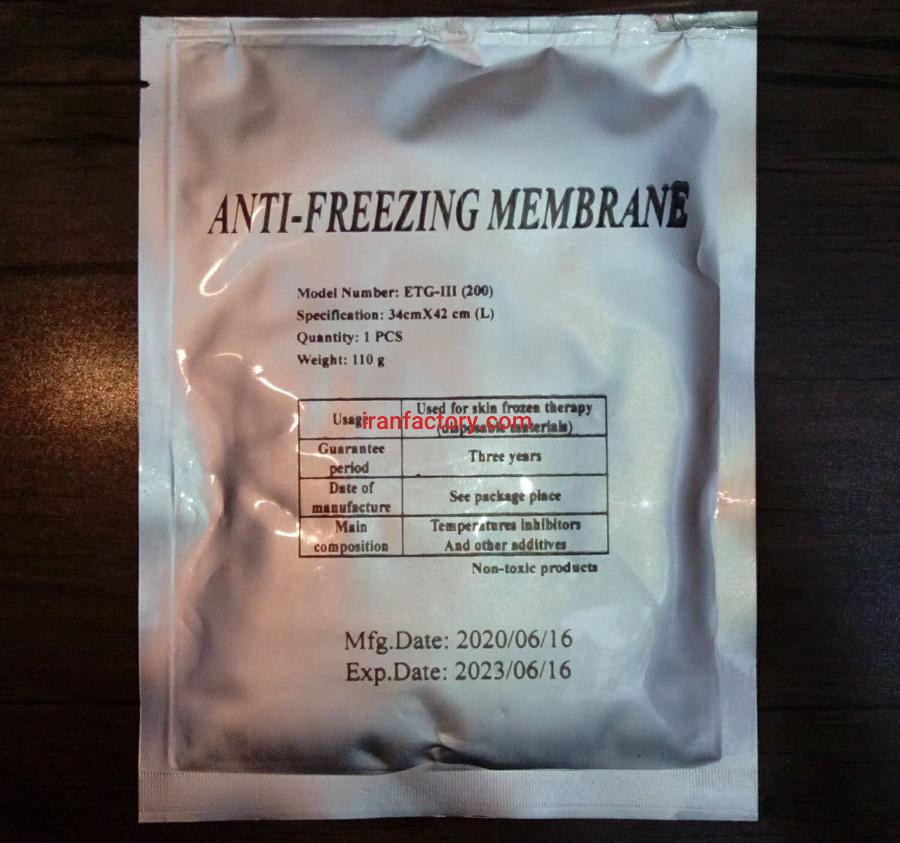 ANTI-FREEZING MEMBRANE
Model Number: ETG-III (200)
Specification: 34cmX42 cm (L)
Quantity: 1 PCS
Weight: 110 g
Usage
Used for skin frozen therapy
(disposable materials)
iranfactory.com
Guarantee
period
Three years
Date of
manufacture
See package place
Main
composition
Temperatures inhibitors
And other additives
Non-toxic products
Mfg.Date: 2020/06/16
Exp.Date: 2023/06/16